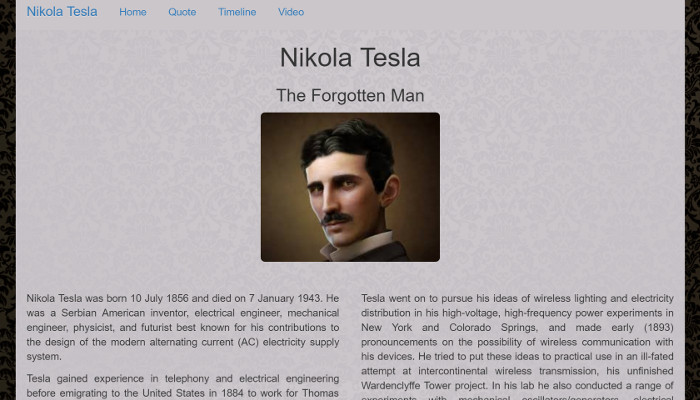 Nikola Tesla Home Quote Timeline Video
Nikola Tesla
The Forgotten Man
Nikola Tesla was born 10 July 1856 and died on 7 January 1943. He
was a Serbian American inventor, electrical engineer, mechanical
engineer, physicist, and futurist best known for his contributions to
the design of the modern alternating current (AC) electricity supply
system.
Tesla gained experience in telephony and electrical engineering
before emigrating to the United States in 1884 to work for Thomas
Tesla went on to pursue his ideas of wireless lighting and electricity
distribution in his high-voltage, high-frequency power experiments in
New York and Colorado Springs, and made early (1893)
pronouncements on the possibility of wireless communication with
his devices. He tried to put these ideas to practical use in an ill-fated
attempt at intercontinental wireless transmission, his unfinished
Wardenclyffe Tower project. In his lab he also conducted a range of
experiments with mechanical oscillators/generators, electrical